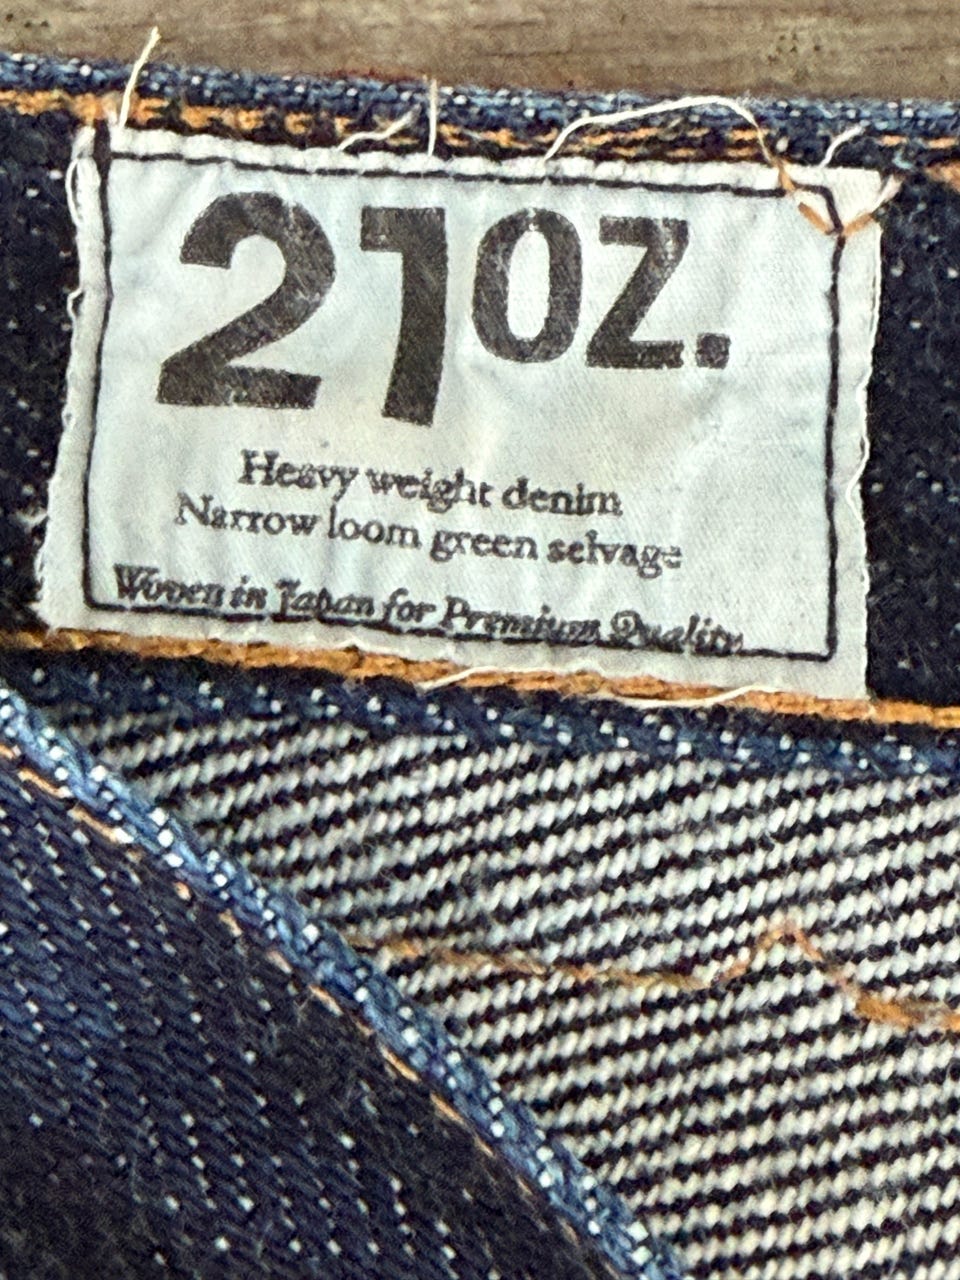 21OZ.
Heavy weight denim
Narrow loom green selvage
Woven in Japan for Premium Quality